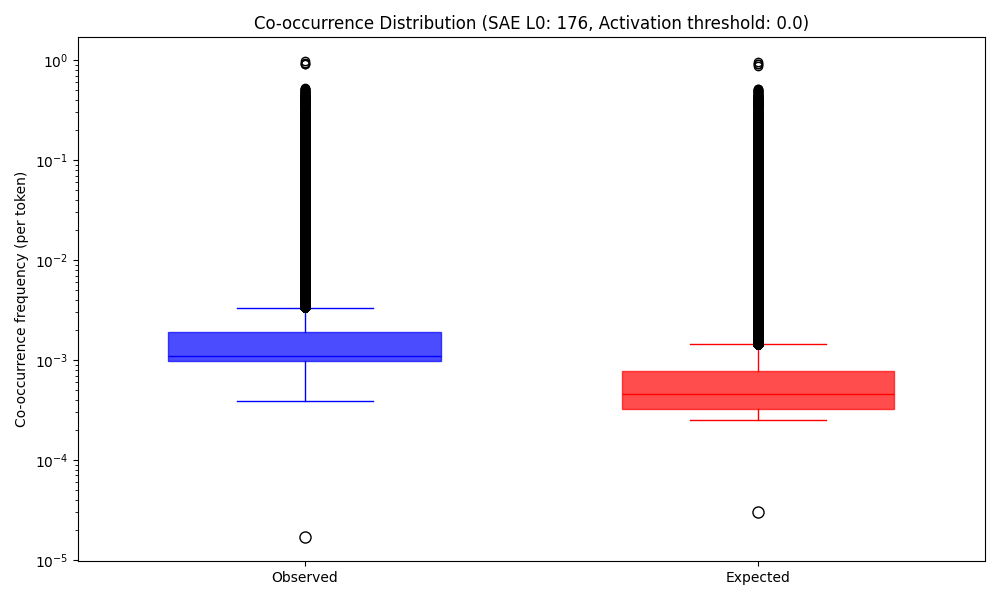 Co-occurrence Distribution (SAE L0: 176, Activation threshold: 0.0)
Co-occurrence frequency (per token)
10⁰
10⁻¹
10⁻²
10⁻³
10⁻⁴
10⁻⁵
Observed
Expected